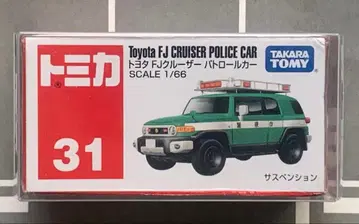 トミカ
31
Toyota FJ CRUISER POLICE CAR
トヨタ FJクルーザー パトロールカー
SCALE 1/66
TAKARA
TOMY
サスペンション